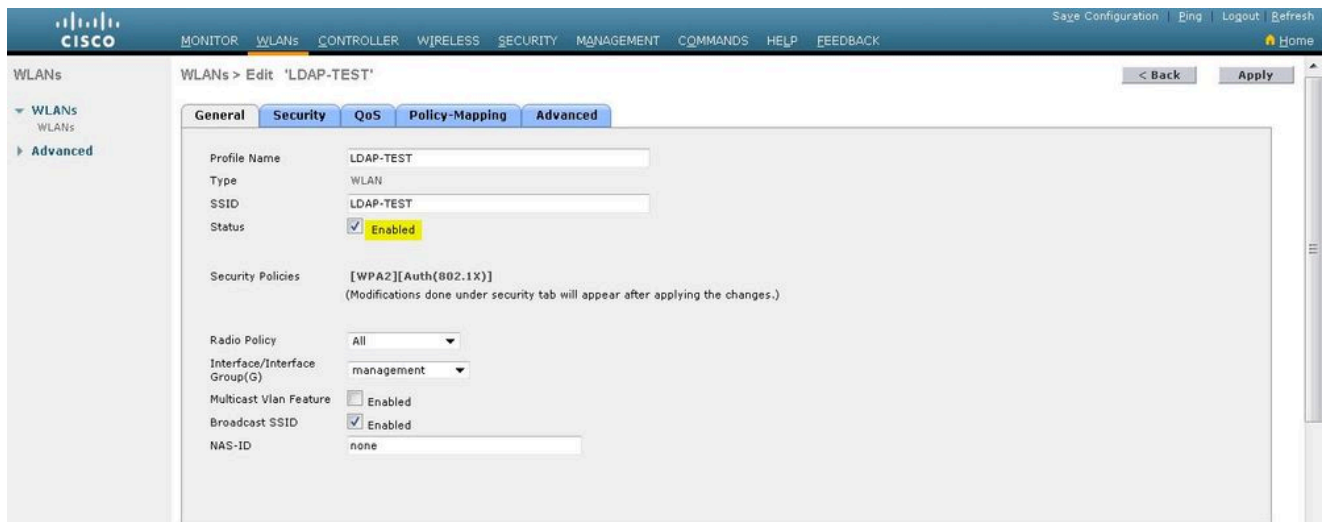 Save Configuration | Ping | Logout | Refresh
CISCO
MONITOR WLANs CONTROLLER WIRELESS SECURITY MANAGEMENT COMMANDS HELP FEEDBACK
Home
WLANs
WLANs > Edit 'LDAP-TEST'
< Back
Apply
WLANs
WLANs
Advanced
General Security QoS Policy-Mapping Advanced
Profile Name LDAP-TEST
Type WLAN
SSID LDAP-TEST
Status Enabled
Security Policies [WPA2][Auth(802.1X)]
(Modifications done under security tab will appear after applying the changes.)
Radio Policy All
Interface/Interface
Group(G) management
Multicast Vlan Feature Enabled
Broadcast SSID Enabled
NAS-ID none